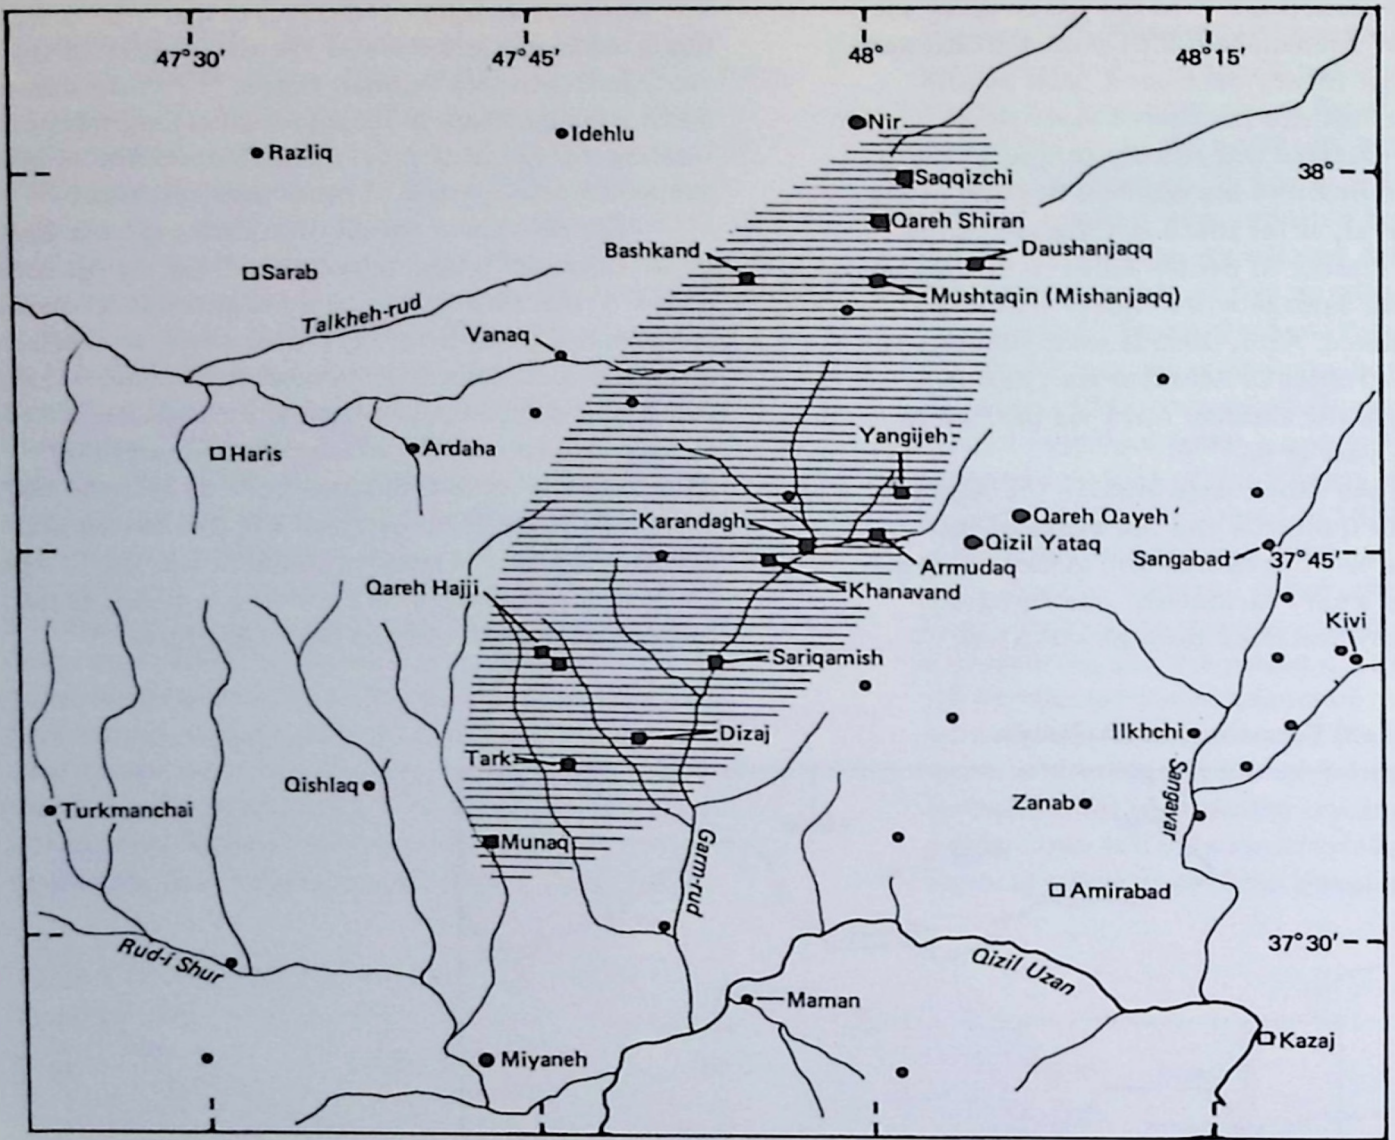 47°30′
47°45′
48°
48°15′
Idehlu
Nir
Razliq
38°
Saqqizchi
Qareh Shiran
Bashkand
Daushanjaqq
Sarab
Mushtaqin (Mishanjaqq)
Talkheh-rud
Vanaq
Yangijeh
Haris
Ardaha
Karandagh
Qareh Qayeh
Qizil Yataq
Sangabad
37°45′
Armudaq
Qareh Hajji
Khanavand
Kivi
Sariqamish
Dizaj
Ilkhchi
Tark
Qishlaq
Sangavar
Zanab
Turkmanchai
Munaq
Garm-rud
Amirabad
37°30′
Rud-i Shur
Qizil Uzan
Maman
Kazaj
Miyaneh